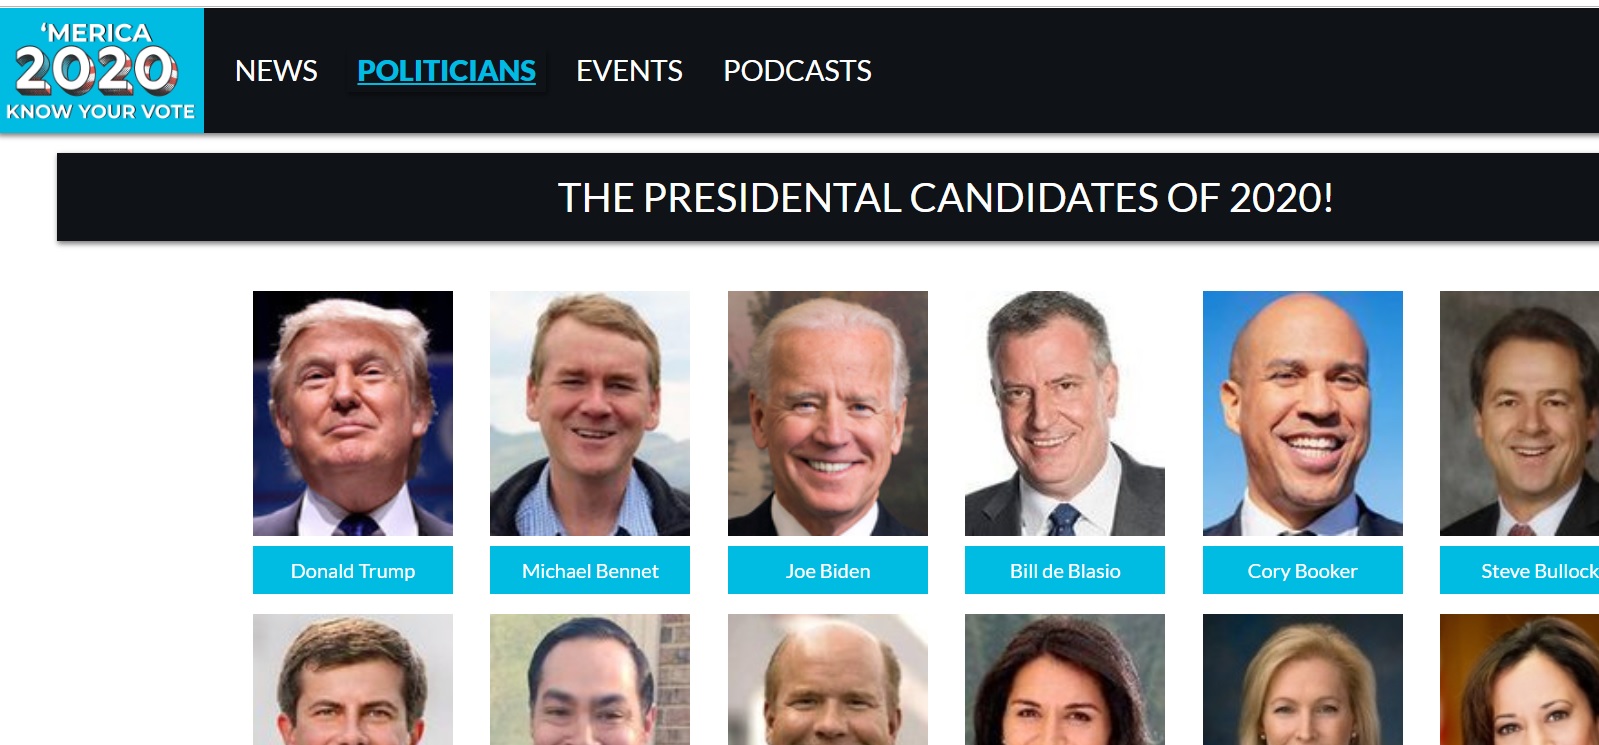 ‘MERICA
2020
KNOW YOUR VOTE
NEWS POLITICIANS EVENTS PODCASTS
THE PRESIDENTAL CANDIDATES OF 2020!
Donald Trump Michael Bennet Joe Biden Bill de Blasio Cory Booker Steve Bullock